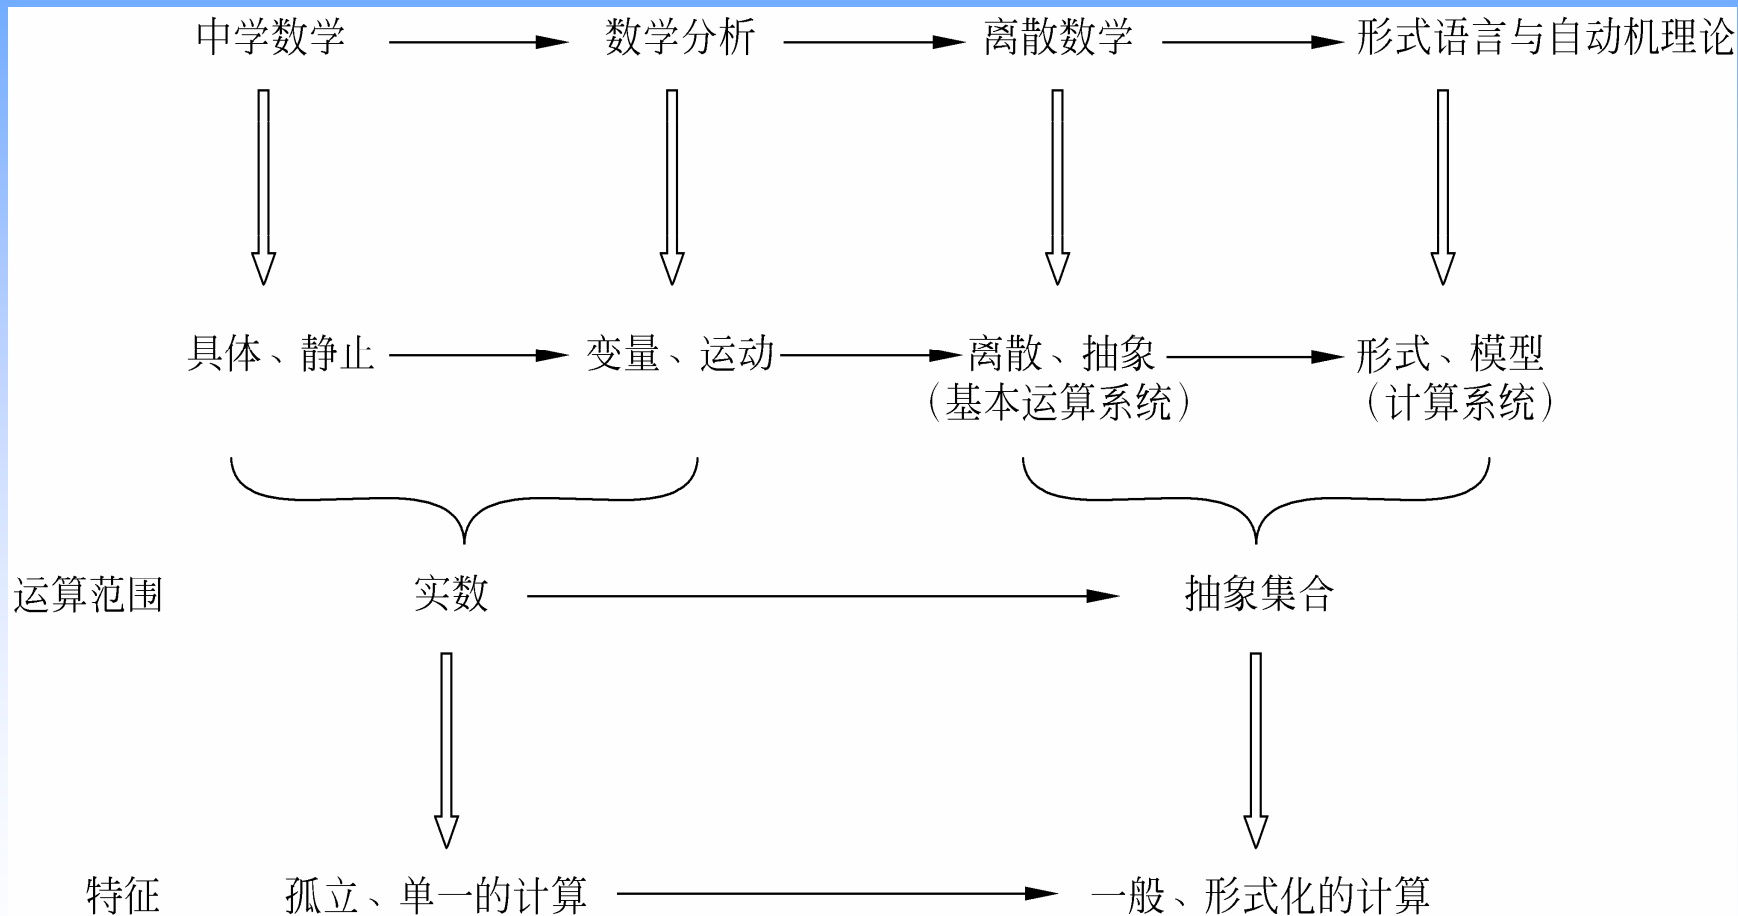 中学数学 数学分析 离散数学 形式语言与自动机理论
具体、静止 变量、运动 离散、抽象 形式、模型
（基本运算系统） （计算系统）
运算范围 实数 抽象集合
特征 孤立、单一的计算 一般、形式化的计算